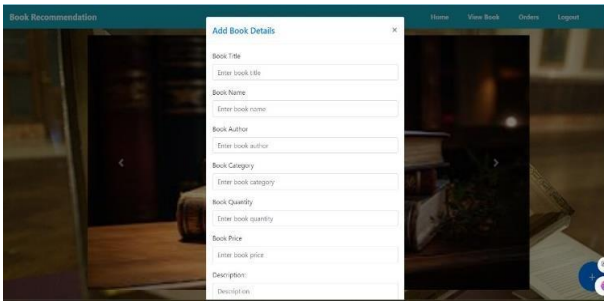 Book Recommendation
Home
View Book
Orders
Logout
Add Book Details
×
Book Title
Enter book title
Book Name
Enter book name
Book Author
Enter book author
Book Category
Enter book category
Book Quantity
Enter book quantity
Book Price
Enter book price
Description:
Description